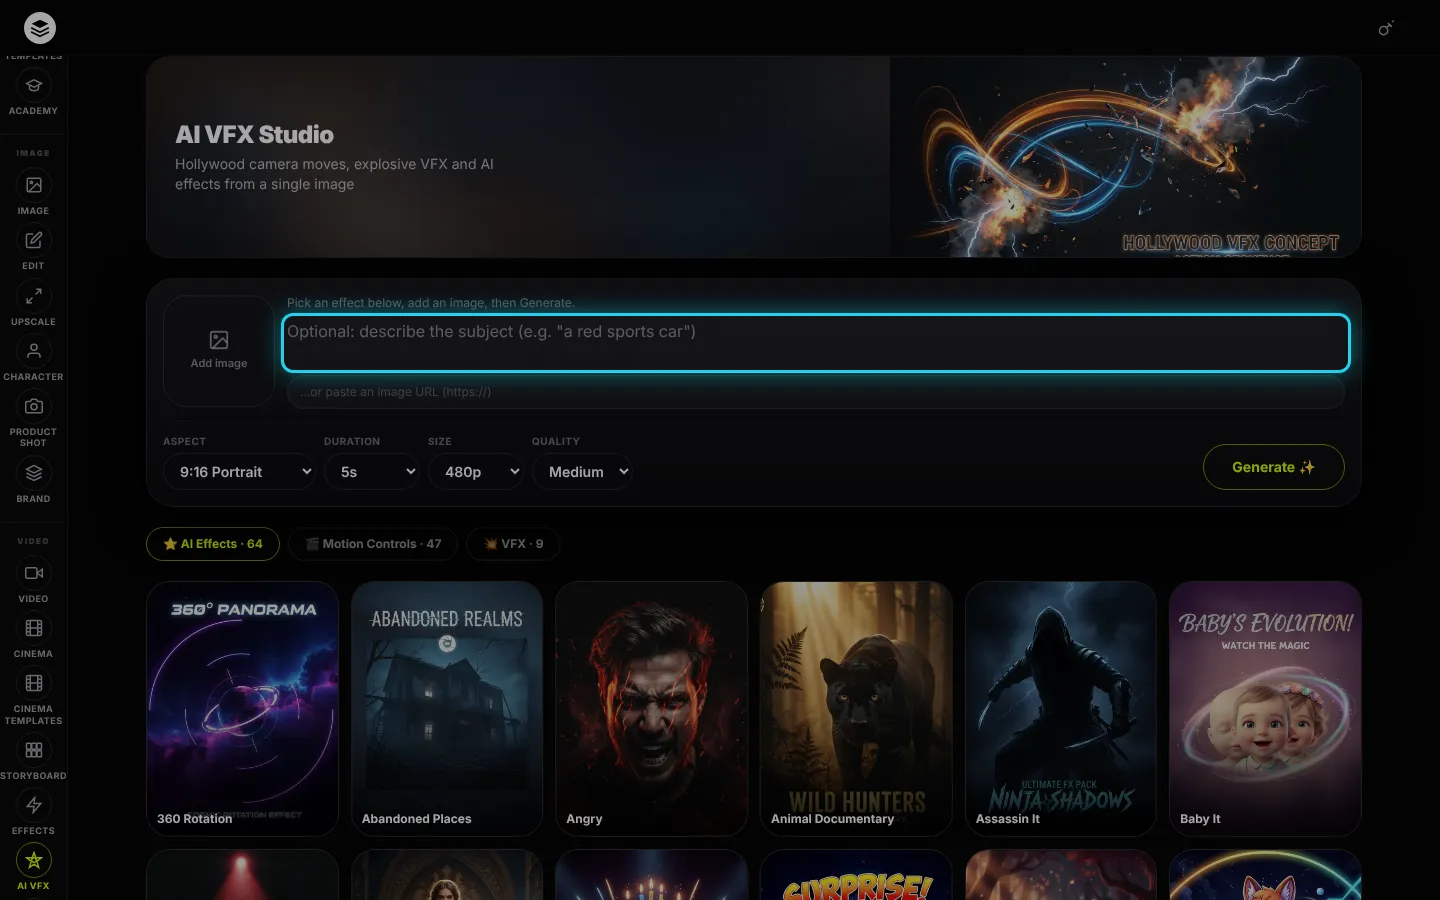 TEMPLATES
ACADEMY
IMAGE
IMAGE
EDIT
UPSCALE
CHARACTER
PRODUCT
SHOT
BRAND
VIDEO
VIDEO
CINEMA
CINEMA
TEMPLATES
STORYBOARD
EFFECTS
AI VFX
AI VFX Studio
Hollywood camera moves, explosive VFX and AI
effects from a single image
HOLLYWOOD VFX CONCEPT
Pick an effect below, add an image, then Generate.
Add image
Optional: describe the subject (e.g. "a red sports car")
...or paste an image URL (https://)
ASPECT
DURATION
SIZE
QUALITY
9:16 Portrait
5s
480p
Medium
Generate ✨
⭐ AI Effects · 64
🎬 Motion Controls · 47
💥 VFX · 9
360° PANORAMA
360 Rotation
ABANDONED REALMS
Abandoned Places
Angry
WILD HUNTERS
Animal Documentary
ULTIMATE FX PACK
NINJA SHADOWS
Assassin It
BABY'S EVOLUTION!
WATCH THE MAGIC
Baby It
SURPRISE!